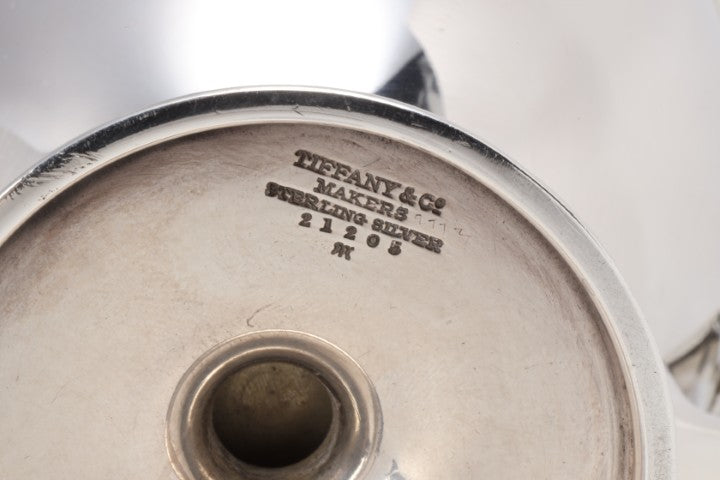 TIFFANY & Co
MAKERS
STERLING SILVER
21205
M